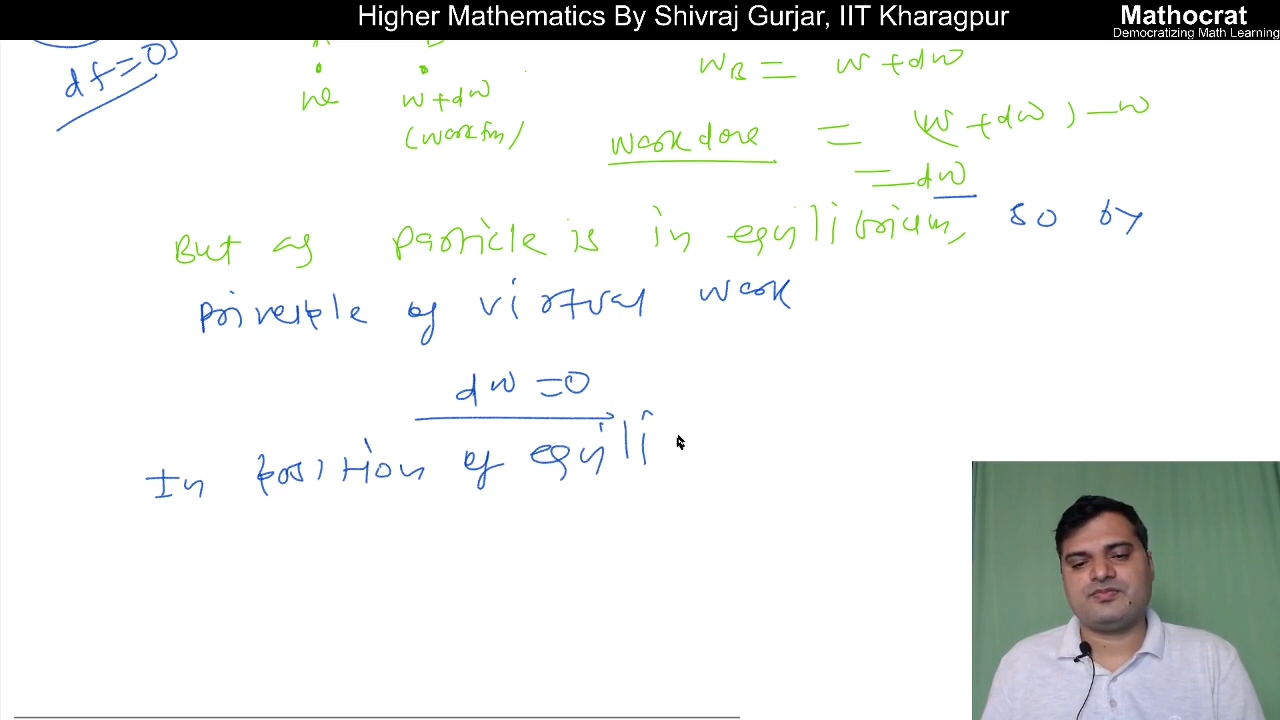 Higher Mathematics By Shivraj Gurjar, IIT Kharagpur
Mathocrat
Democratizing Math Learning
df=0
W_B = W + dW
W + dW
(work fn)
work done = (W + dW) - W
= dW
But as particle is in equilibrium, so by
principle of virtual work
dW = 0
In position of equili